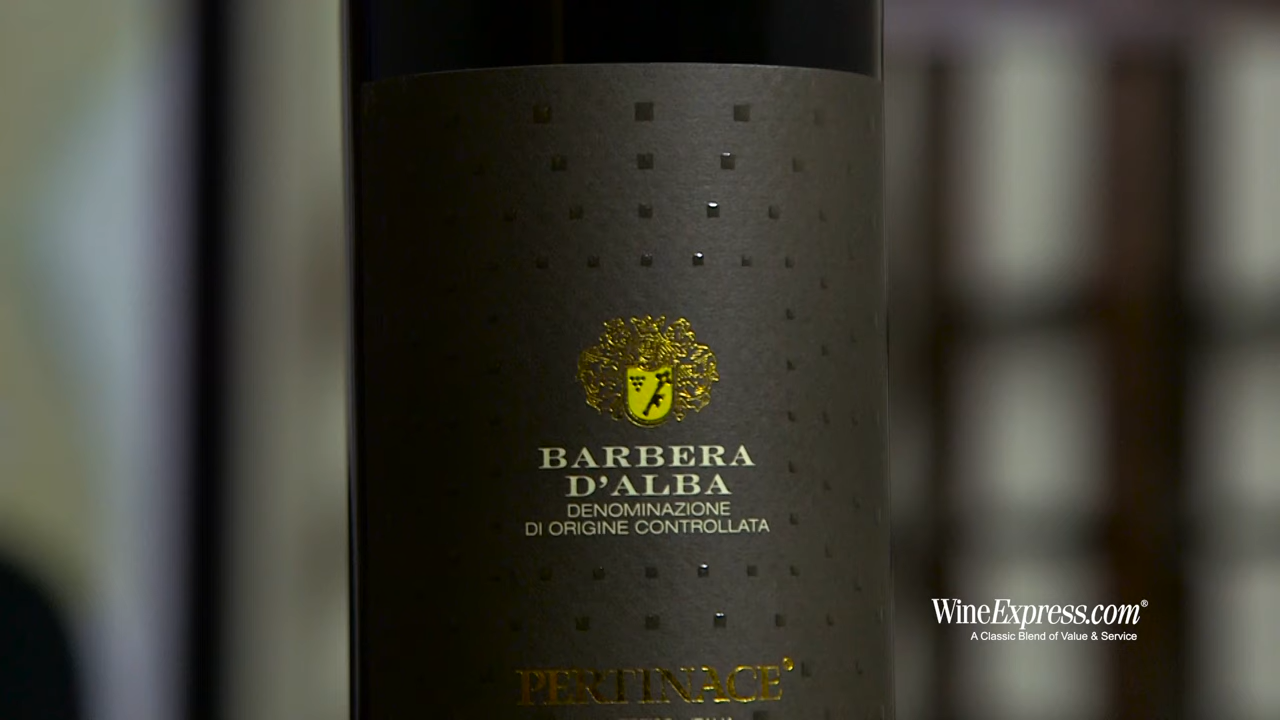 BARBERA
D'ALBA
DENOMINAZIONE
DI ORIGINE CONTROLLATA
PERTINACE
WineExpress.com®
A Classic Blend of Value & Service